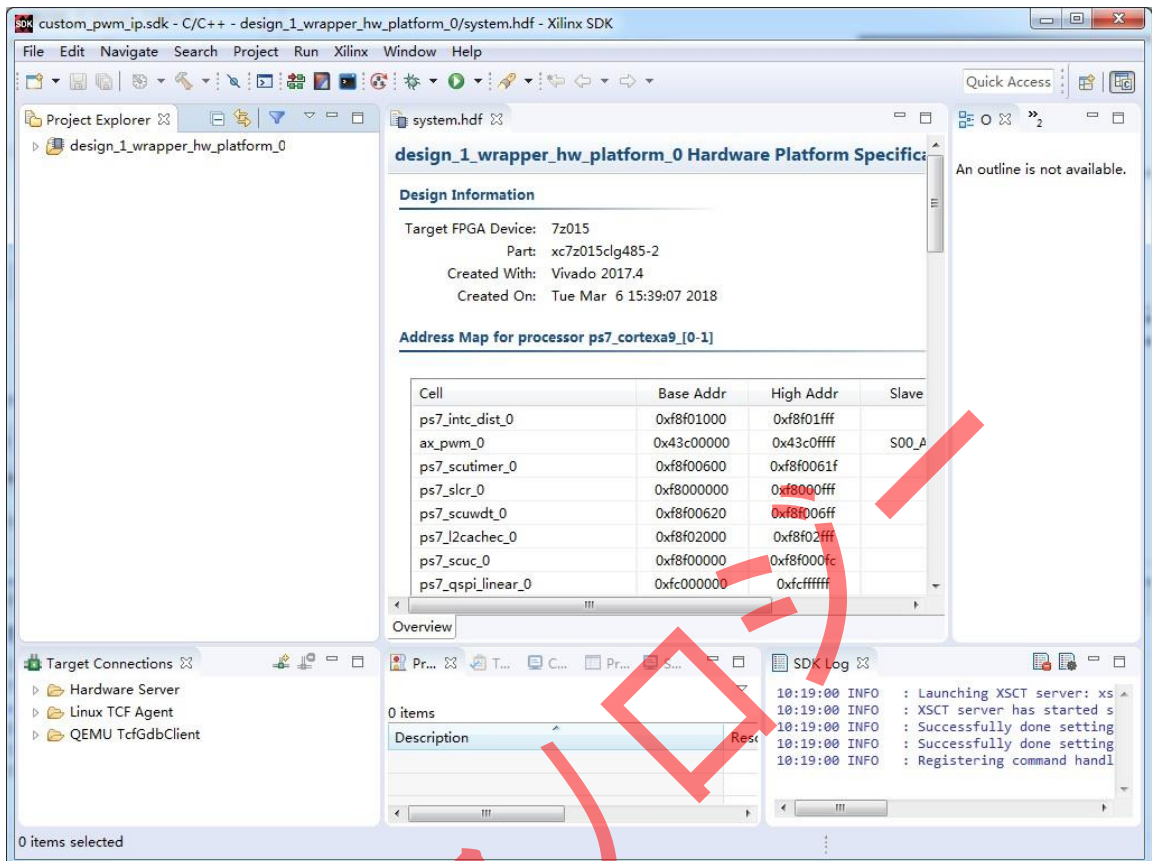 custom_pwm_ip.sdk - C/C++ - design_1_wrapper_hw_platform_0/system.hdf - Xilinx SDK
File Edit Navigate Search Project Run Xilinx Window Help
Quick Access
Project Explorer
design_1_wrapper_hw_platform_0
system.hdf
design_1_wrapper_hw_platform_0 Hardware Platform Specifica
Design Information
Target FPGA Device: 7z015
Part: xc7z015clg485-2
Created With: Vivado 2017.4
Created On: Tue Mar 6 15:39:07 2018
Address Map for processor ps7_cortexa9_[0-1]
Cell Base Addr High Addr Slave
ps7_intc_dist_0 0xf8f01000 0xf8f01fff
ax_pwm_0 0x43c00000 0x43c0ffff S00_A
ps7_scutimer_0 0xf8f00600 0xf8f0061f
ps7_slcr_0 0xf8000000 0xf8000fff
ps7_scuwdt_0 0xf8f00620 0xf8f006ff
ps7_l2cachec_0 0xf8f02000 0xf8f02fff
ps7_scuc_0 0xf8f00000 0xf8f000fc
ps7_qspi_linear_0 0xfc000000 0xfcffffff
Overview
O
2
An outline is not available.
Target Connections
Hardware Server
Linux TCF Agent
QEMU TcfGdbClient
Pr... T... C... Pr... S...
0 items
Description Reso
SDK Log
10:19:00 INFO : Launching XSCT server: xs
10:19:00 INFO : XSCT server has started s
10:19:00 INFO : Successfully done setting
10:19:00 INFO : Successfully done setting
10:19:00 INFO : Registering command handl
0 items selected